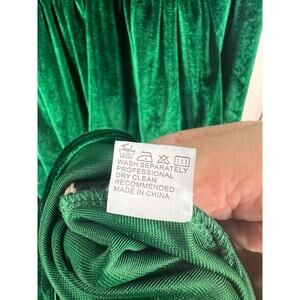 WASH SEPARATELY
PROFESSIONAL
DRY CLEAN
RECOMMENDED
MADE IN CHINA